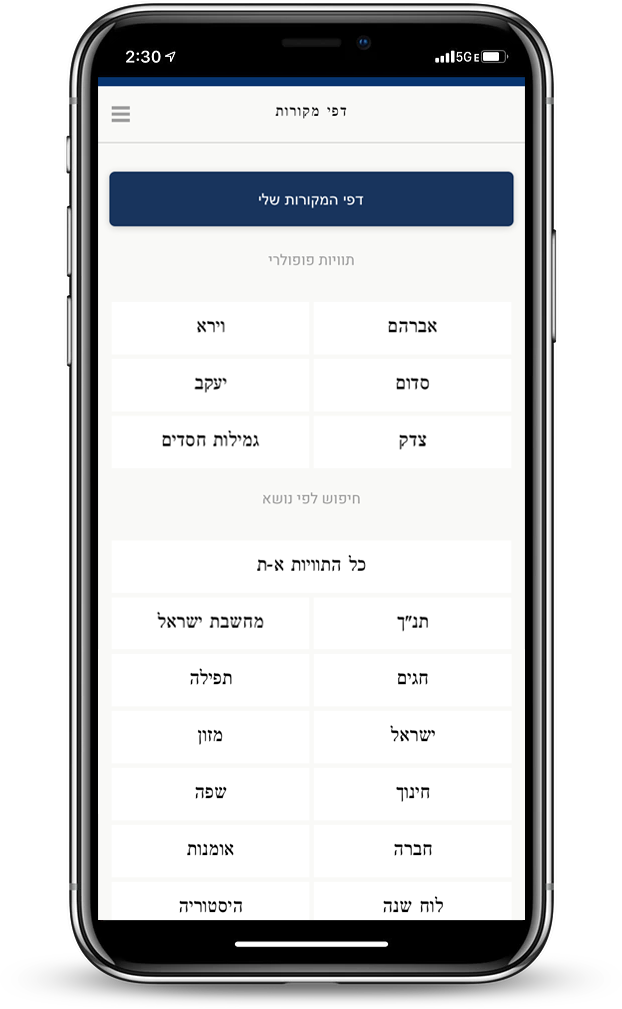 2:30 5GE
דפי מקורות
דפי המקורות שלי
תוויות פופולרי
אברהם וירא
סדום יעקב
צדק גמילות חסדים
חיפוש לפי נושא
כל התוויות א-ת
תנ"ך מחשבת ישראל
חגים תפילה
ישראל מזון
חינוך שפה
חברה אומנות
לוח שנה היסטוריה